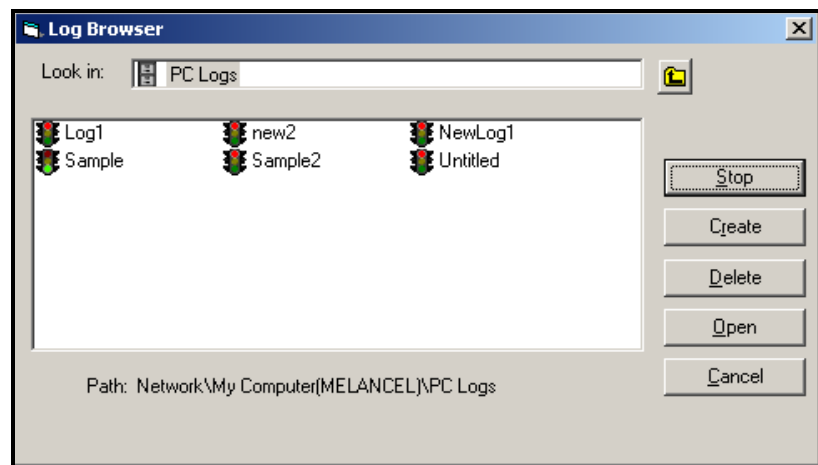 Log Browser
Look in: PC Logs
Log1 new2 NewLog1
Sample Sample2 Untitled
Stop
Create
Delete
Open
Cancel
Path: Network\My Computer(MELANCEL)\PC Logs